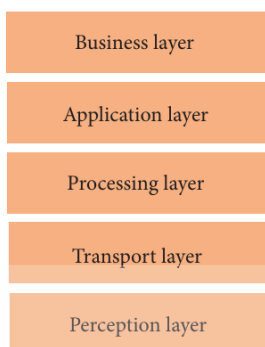 Business layer
Application layer
Processing layer
Transport layer
Perception layer